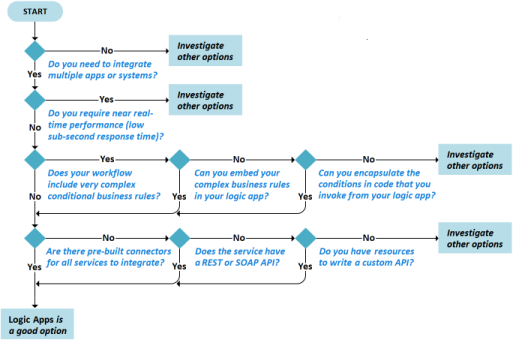 START
No
Investigate
other options
Do you need to integrate
multiple apps or systems?
Yes
Yes
Investigate
other options
Do you require near real-
time performance (low
sub-second response time)?
No
Yes
No
No
Investigate
other options
Does your workflow
include very complex
conditional business rules?
Can you embed your
complex business rules
in your logic app?
Can you encapsulate the
conditions in code that you
invoke from your logic app?
No
Yes
Yes
No
No
No
Investigate
other options
Are there pre-built connectors
for all services to integrate?
Does the service have
a REST or SOAP API?
Do you have resources
to write a custom API?
Yes
Yes
Yes
Logic Apps is
a good option